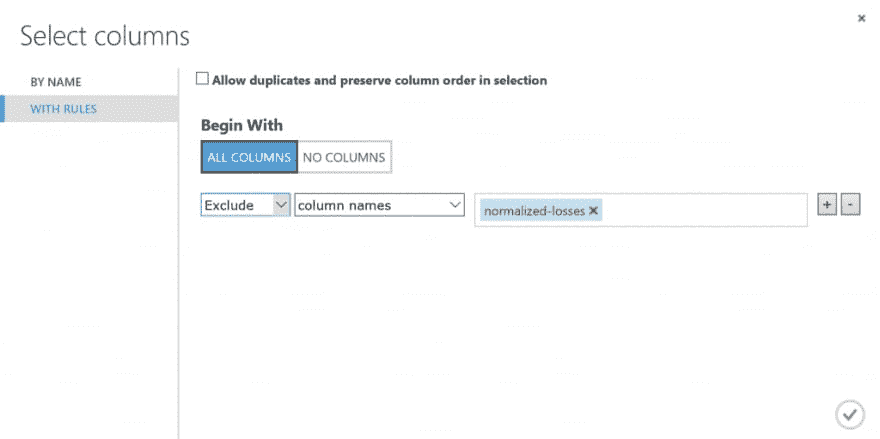 Select columns
BY NAME
WITH RULES
Allow duplicates and preserve column order in selection
Begin With
ALL COLUMNS NO COLUMNS
Exclude column names normalized-losses × + -